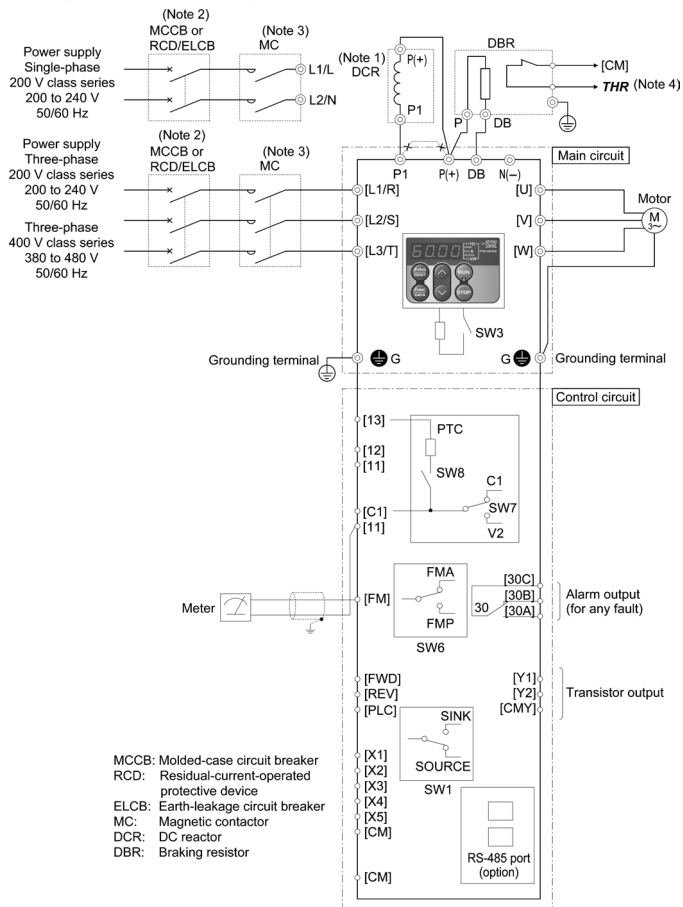 (Note 2)
MCCB or
RCD/ELCB
(Note 3)
MC
Power supply
Single-phase
200 V class series
200 to 240 V
50/60 Hz
L1/L
L2/N
(Note 1)
DCR
P(+)
P1
DBR
[CM]
THR (Note 4)
P
DB
(Note 2)
MCCB or
RCD/ELCB
(Note 3)
MC
Power supply
Three-phase
200 V class series
200 to 240 V
50/60 Hz
Three-phase
400 V class series
380 to 480 V
50/60 Hz
Main circuit
P1
P(+)
DB
N(–)
[L1/R]
[L2/S]
[L3/T]
[U]
[V]
[W]
Motor
M
3~
60.00
RUN
STOP
SW3
Grounding terminal
G
G
Grounding terminal
Control circuit
[13]
[12]
[11]
[C1]
[11]
PTC
SW8
C1
SW7
V2
Meter
[FM]
FMA
FMP
SW6
[30C]
[30B]
[30A]
30
Alarm output
(for any fault)
[FWD]
[REV]
[PLC]
[Y1]
[Y2]
[CMY]
Transistor output
SINK
SOURCE
SW1
[X1]
[X2]
[X3]
[X4]
[X5]
[CM]
[CM]
RS-485 port
(option)
MCCB: Molded-case circuit breaker
RCD: Residual-current-operated
protective device
ELCB: Earth-leakage circuit breaker
MC: Magnetic contactor
DCR: DC reactor
DBR: Braking resistor